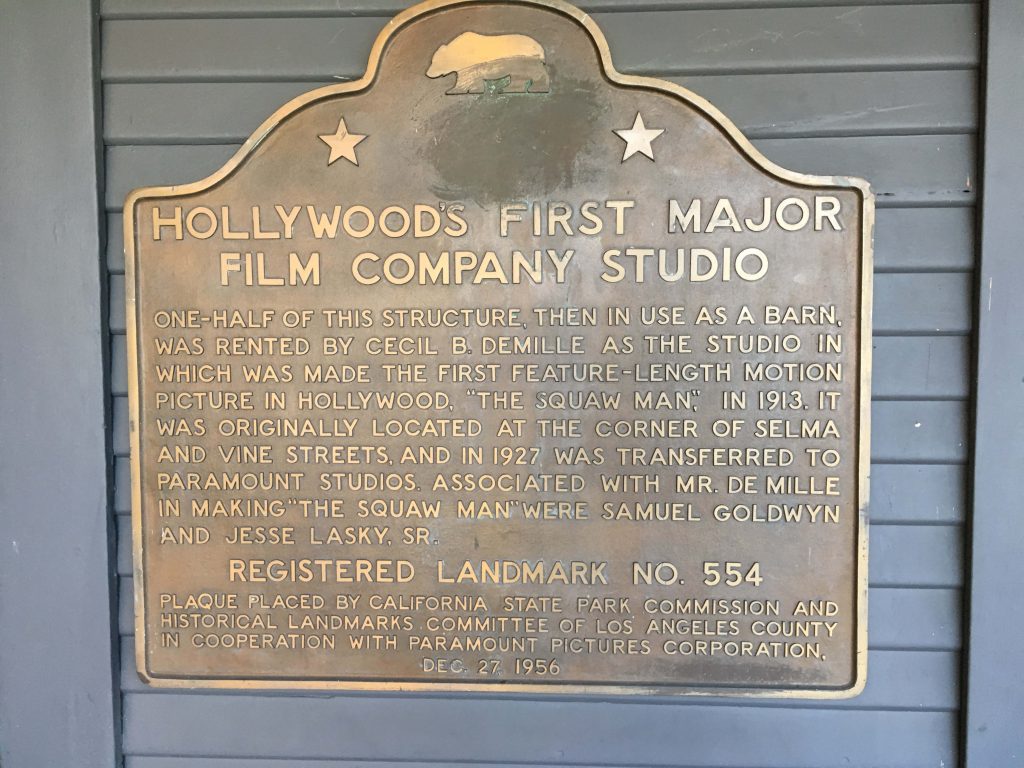 HOLLYWOOD'S FIRST MAJOR
FILM COMPANY STUDIO
ONE-HALF OF THIS STRUCTURE, THEN IN USE AS A BARN,
WAS RENTED BY CECIL B. DEMILLE AS THE STUDIO IN
WHICH WAS MADE THE FIRST FEATURE-LENGTH MOTION
PICTURE IN HOLLYWOOD, "THE SQUAW MAN," IN 1913. IT
WAS ORIGINALLY LOCATED AT THE CORNER OF SELMA
AND VINE STREETS, AND IN 1927 WAS TRANSFERRED TO
PARAMOUNT STUDIOS. ASSOCIATED WITH MR. DE MILLE
IN MAKING "THE SQUAW MAN" WERE SAMUEL GOLDWYN
AND JESSE LASKY, SR.
REGISTERED LANDMARK NO. 554
PLAQUE PLACED BY CALIFORNIA STATE PARK COMMISSION AND
HISTORICAL LANDMARKS COMMITTEE OF LOS ANGELES COUNTY
IN COOPERATION WITH PARAMOUNT PICTURES CORPORATION,
DEC. 27, 1956